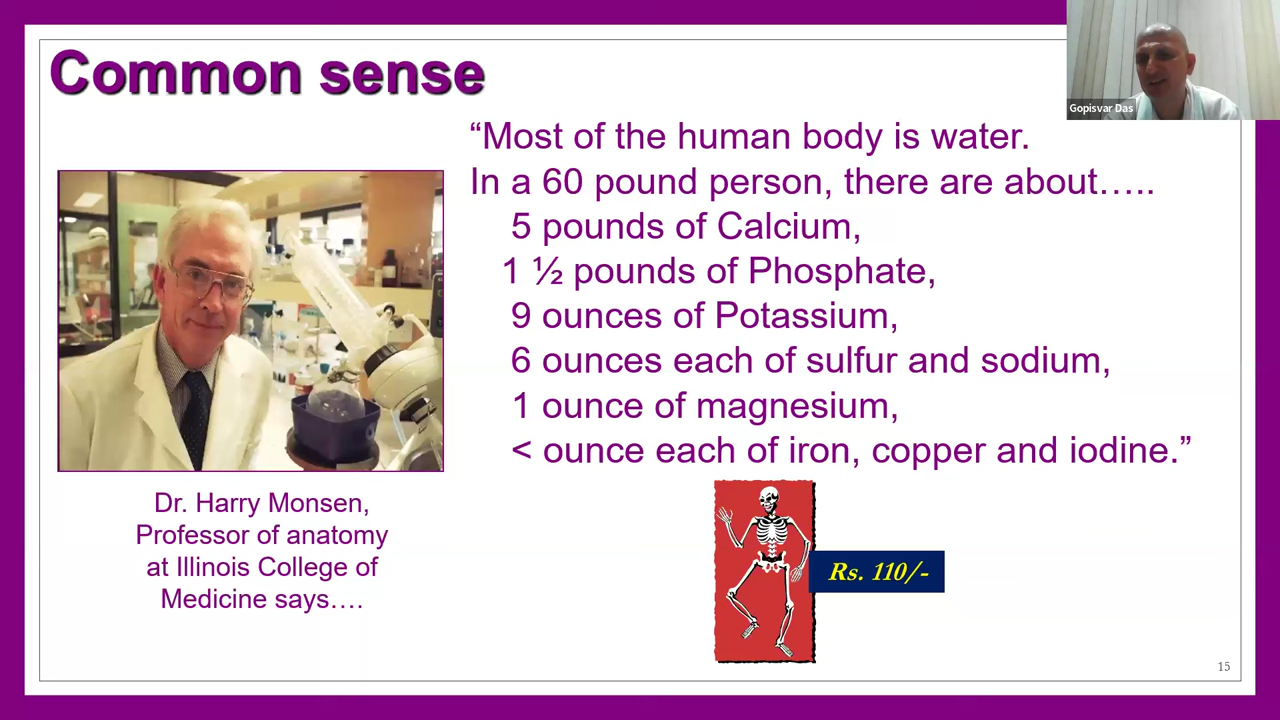 Common sense
Gopisvar Das
“Most of the human body is water.
In a 60 pound person, there are about…..
5 pounds of Calcium,
1 ½ pounds of Phosphate,
9 ounces of Potassium,
6 ounces each of sulfur and sodium,
1 ounce of magnesium,
< ounce each of iron, copper and iodine.”
Dr. Harry Monsen,
Professor of anatomy
at Illinois College of
Medicine says….
Rs. 110/-
15